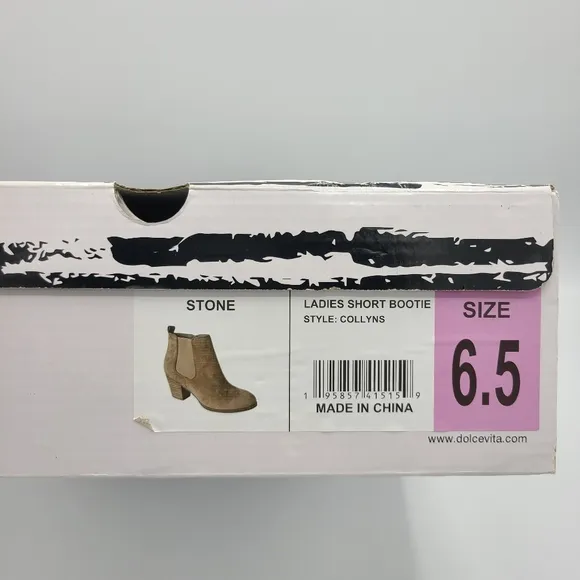 STONE
LADIES SHORT BOOTIE
STYLE: COLLYNS
1 95857 41515 9
MADE IN CHINA
SIZE
6.5
www.dolcevita.com